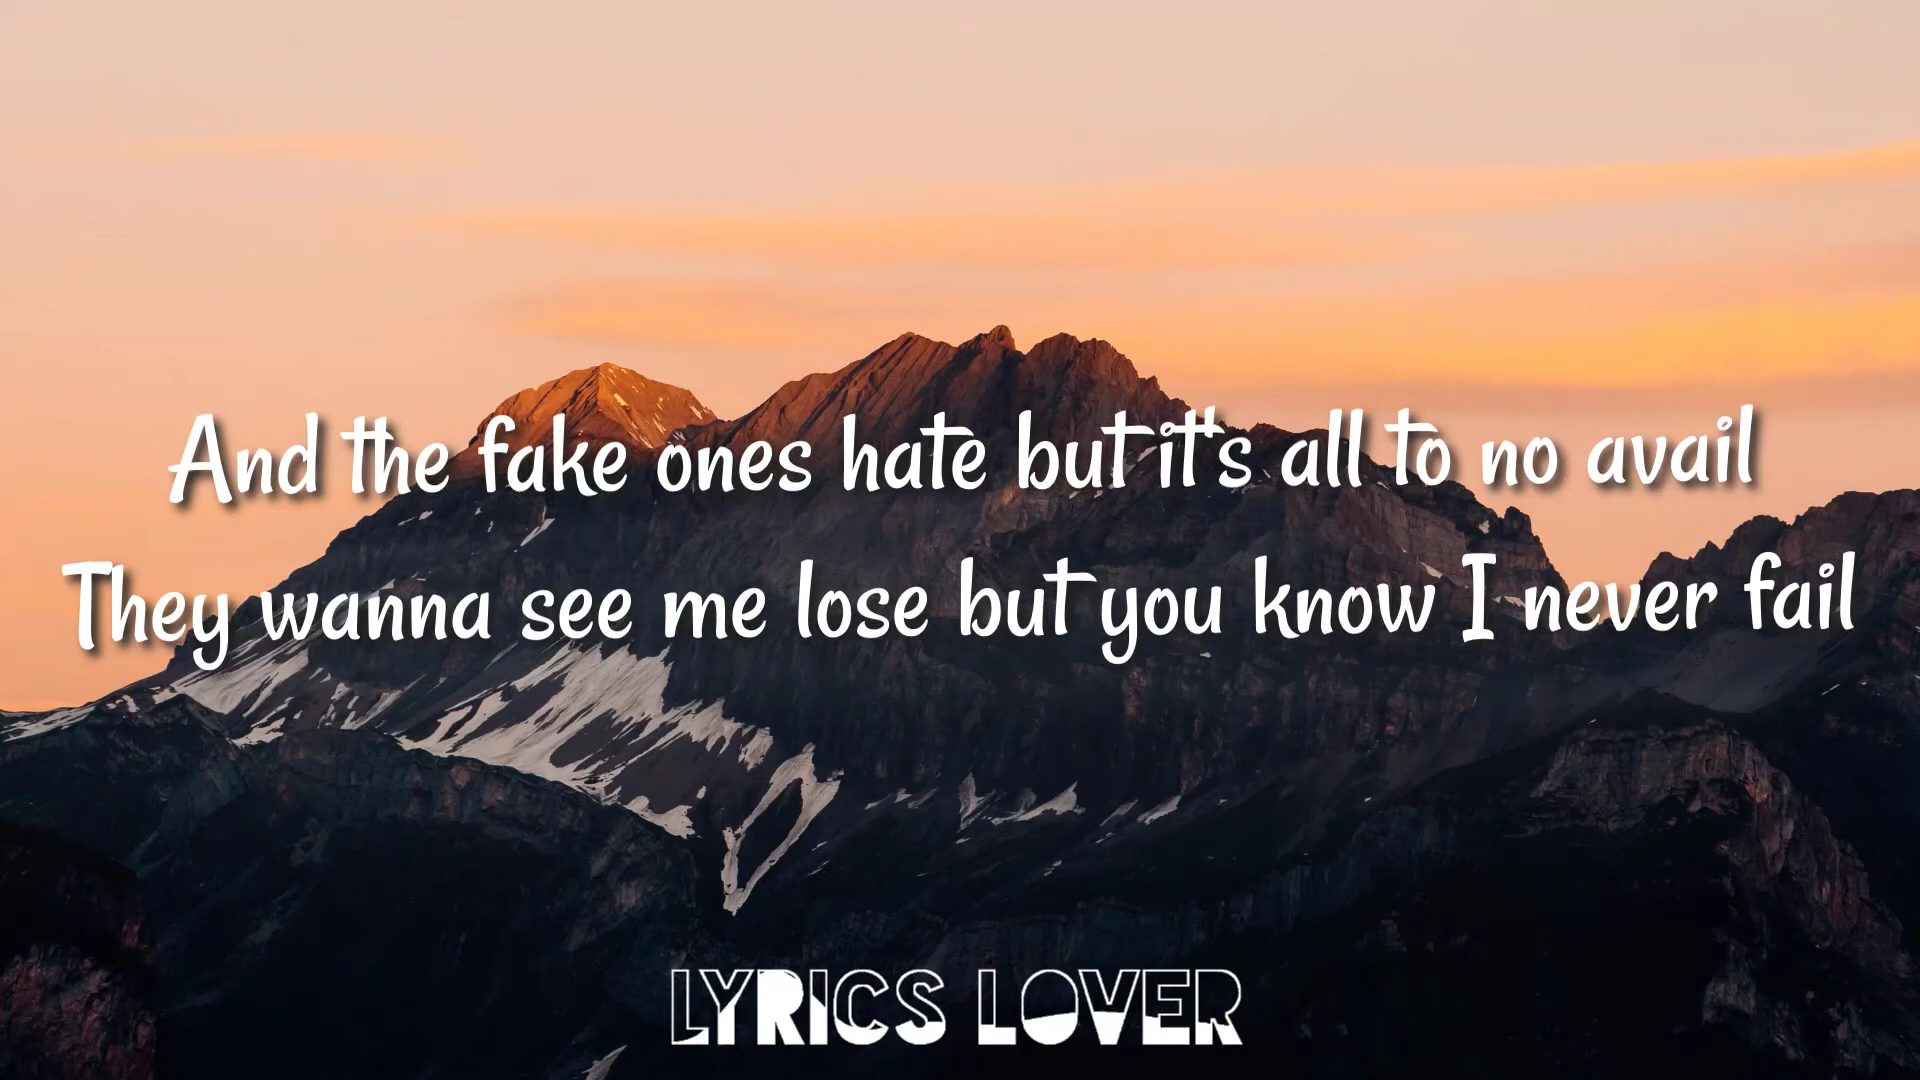 And the fake ones hate but it's all to no avail
They wanna see me lose but you know I never fail
LYRICS LOVER